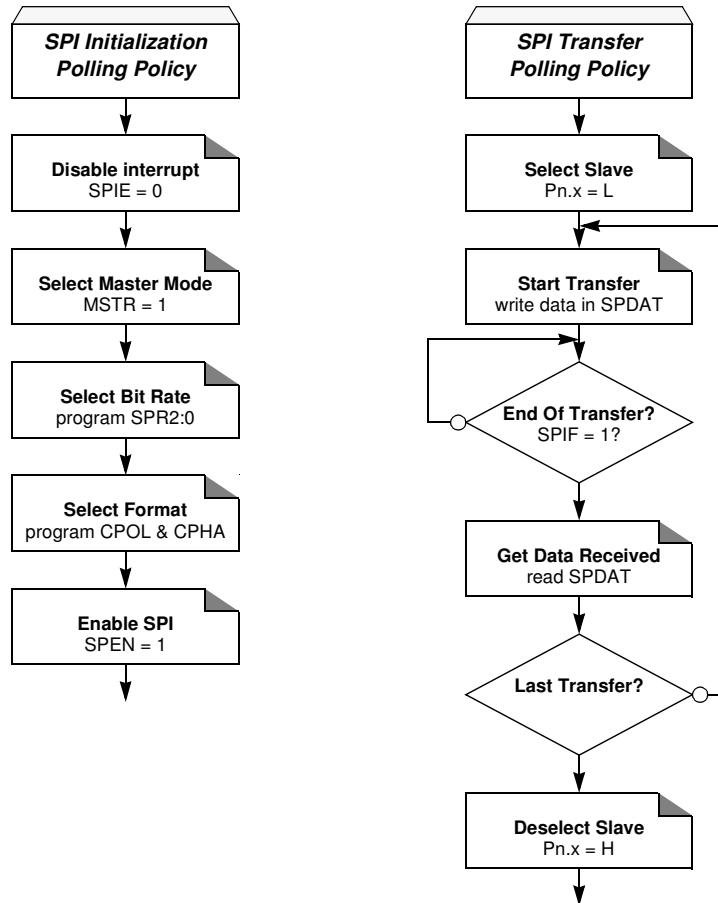 SPI Initialization
Polling Policy
Disable interrupt
SPIE = 0
Select Master Mode
MSTR = 1
Select Bit Rate
program SPR2:0
Select Format
program CPOL & CPHA
Enable SPI
SPEN = 1
SPI Transfer
Polling Policy
Select Slave
Pn.x = L
Start Transfer
write data in SPDAT
End Of Transfer?
SPIF = 1?
Get Data Received
read SPDAT
Last Transfer?
Deselect Slave
Pn.x = H